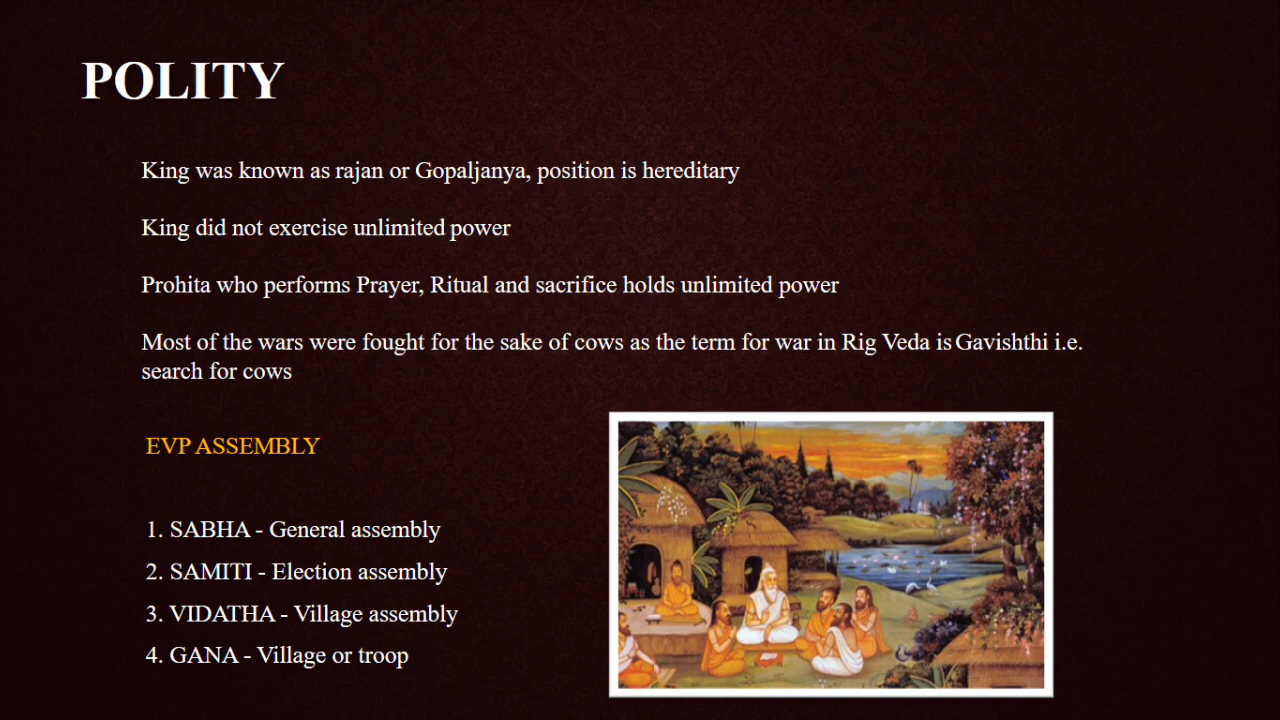 POLITY
King was known as rajan or Gopaljanya, position is hereditary
King did not exercise unlimited power
Prohita who performs Prayer, Ritual and sacrifice holds unlimited power
Most of the wars were fought for the sake of cows as the term for war in Rig Veda is Gavishthi i.e.
search for cows
EVP ASSEMBLY
1. SABHA - General assembly
2. SAMITI - Election assembly
3. VIDATHA - Village assembly
4. GANA - Village or troop